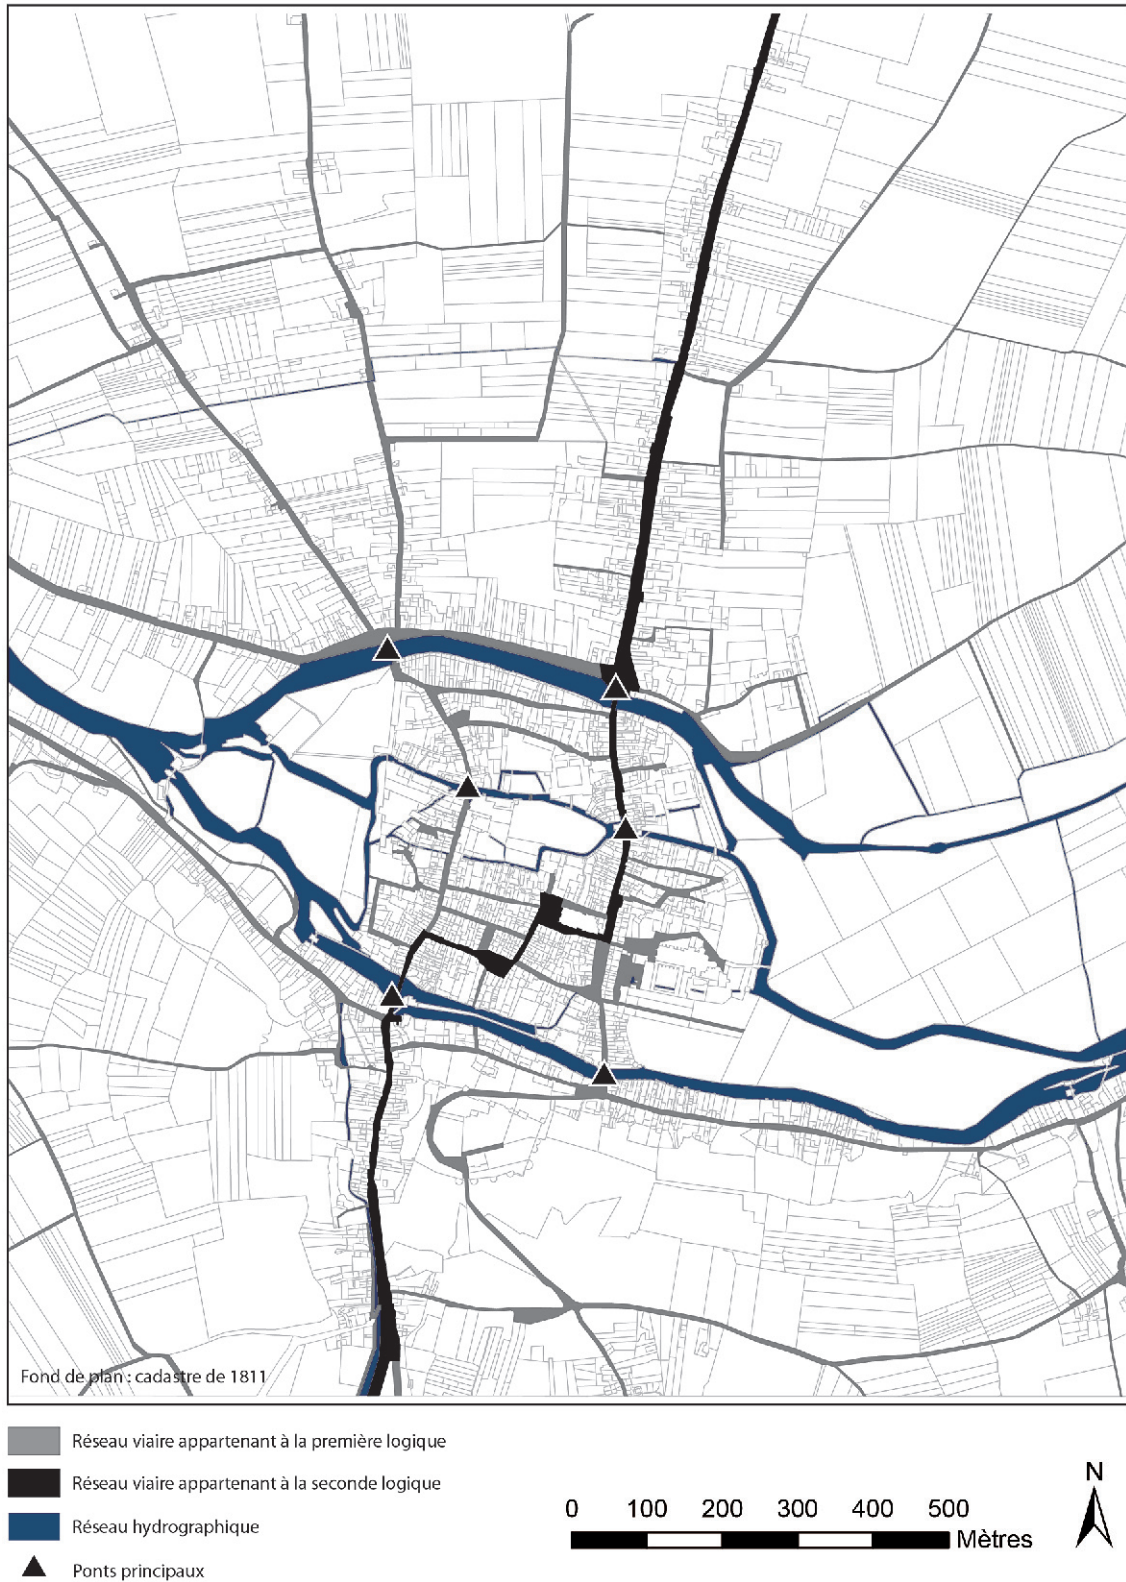 Fond de plan : cadastre de 1811
Réseau viaire appartenant à la première logique
Réseau viaire appartenant à la seconde logique
Réseau hydrographique
Ponts principaux
0 100 200 300 400 500
Mètres
N